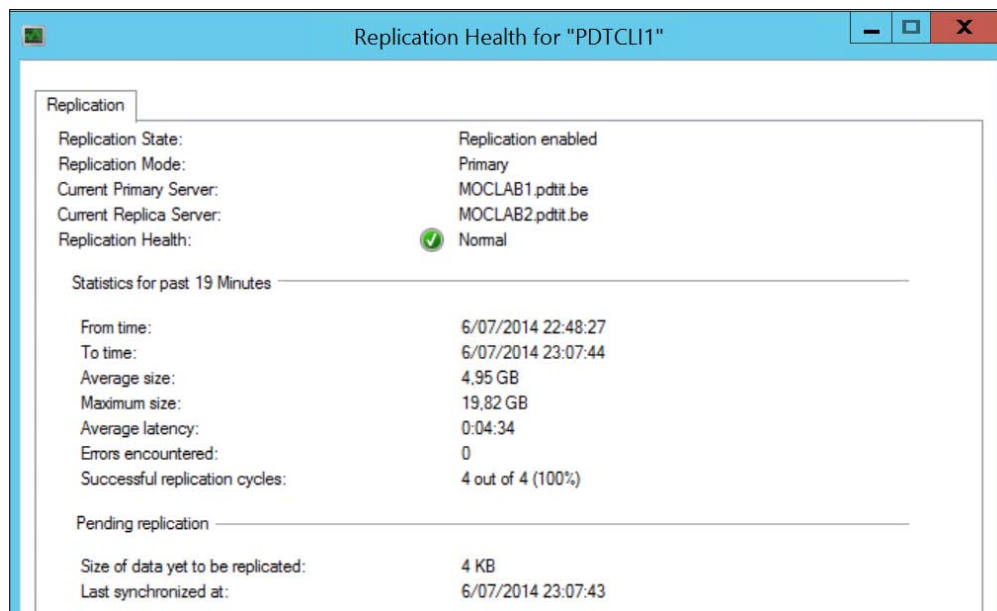 Replication Health for "PDTCLI1"
Replication
Replication State: Replication enabled
Replication Mode: Primary
Current Primary Server: MOCLAB1.pdtit.be
Current Replica Server: MOCLAB2.pdtit.be
Replication Health: Normal
Statistics for past 19 Minutes
From time: 6/07/2014 22:48:27
To time: 6/07/2014 23:07:44
Average size: 4,95 GB
Maximum size: 19,82 GB
Average latency: 0:04:34
Errors encountered: 0
Successful replication cycles: 4 out of 4 (100%)
Pending replication
Size of data yet to be replicated: 4 KB
Last synchronized at: 6/07/2014 23:07:43